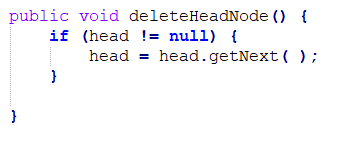 public void deleteHeadNode() {
    if (head != null) {
        head = head.getNext( );
    }
}